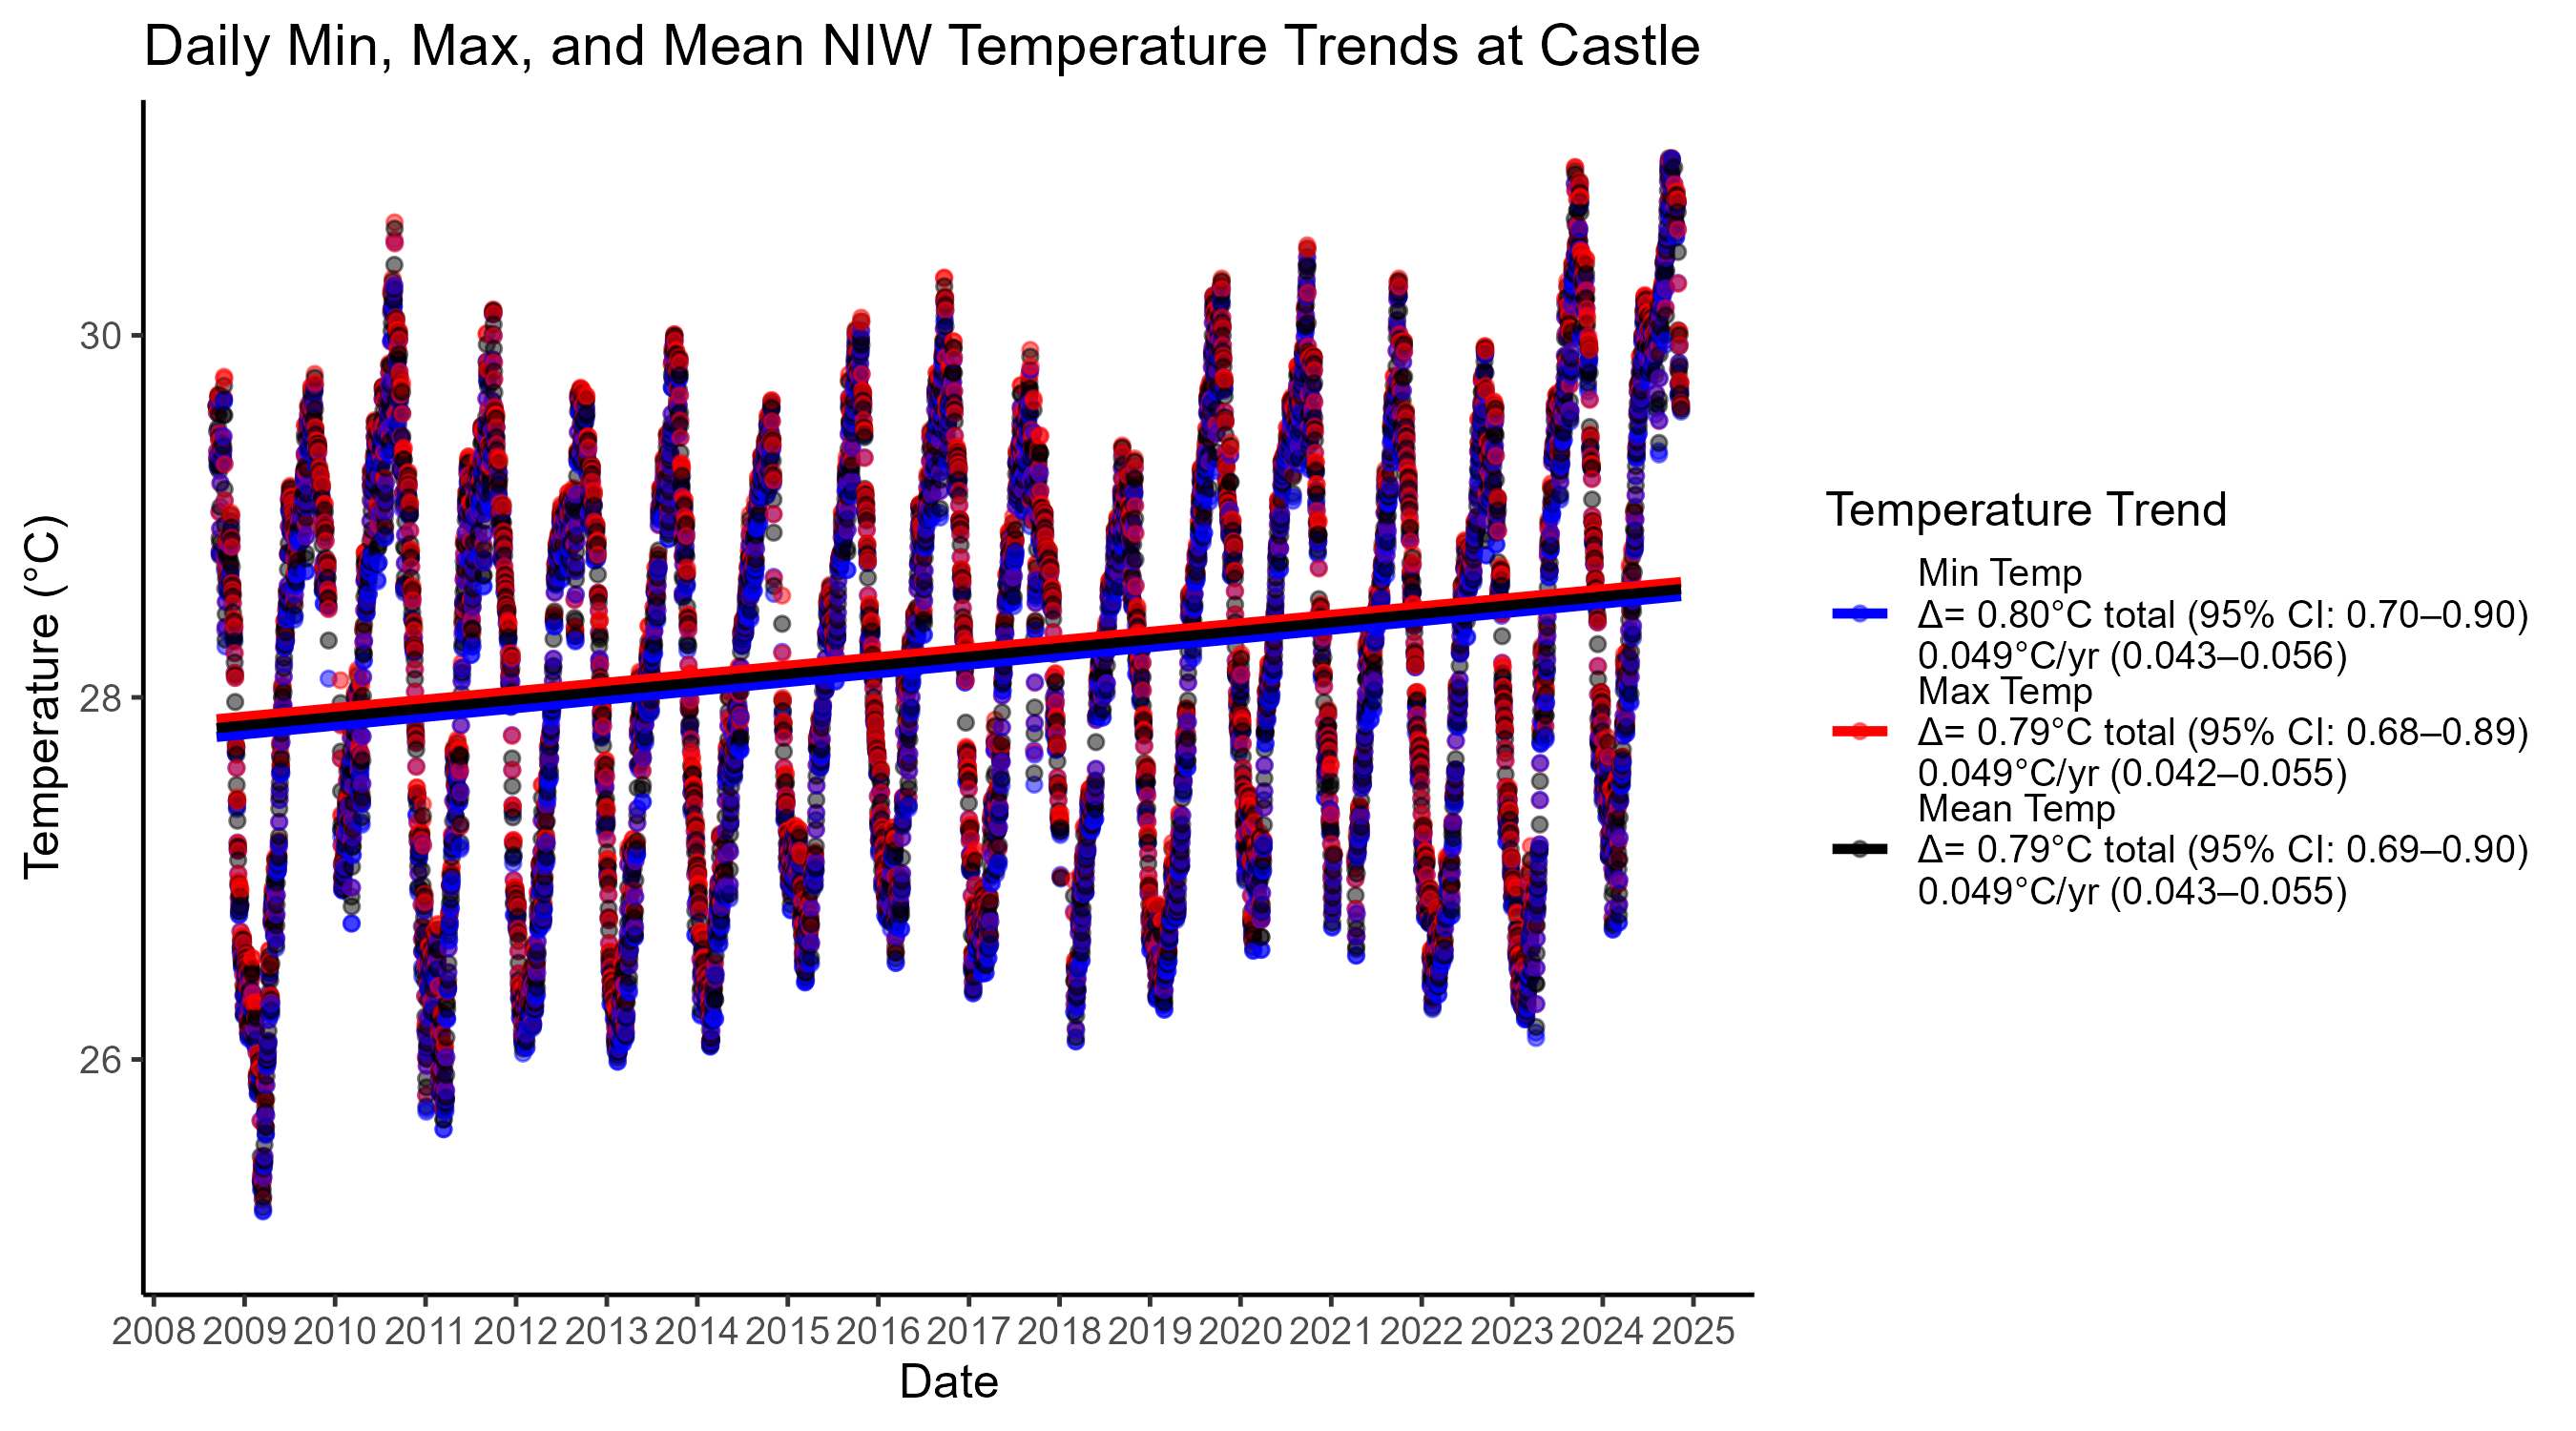 Daily Min, Max, and Mean NIW Temperature Trends at Castle
Temperature (°C)
30
28
26
2008 2009 2010 2011 2012 2013 2014 2015 2016 2017 2018 2019 2020 2021 2022 2023 2024 2025
Date
Temperature Trend
Min Temp
Δ= 0.80°C total (95% CI: 0.70–0.90)
0.049°C/yr (0.043–0.056)
Max Temp
Δ= 0.79°C total (95% CI: 0.68–0.89)
0.049°C/yr (0.042–0.055)
Mean Temp
Δ= 0.79°C total (95% CI: 0.69–0.90)
0.049°C/yr (0.043–0.055)